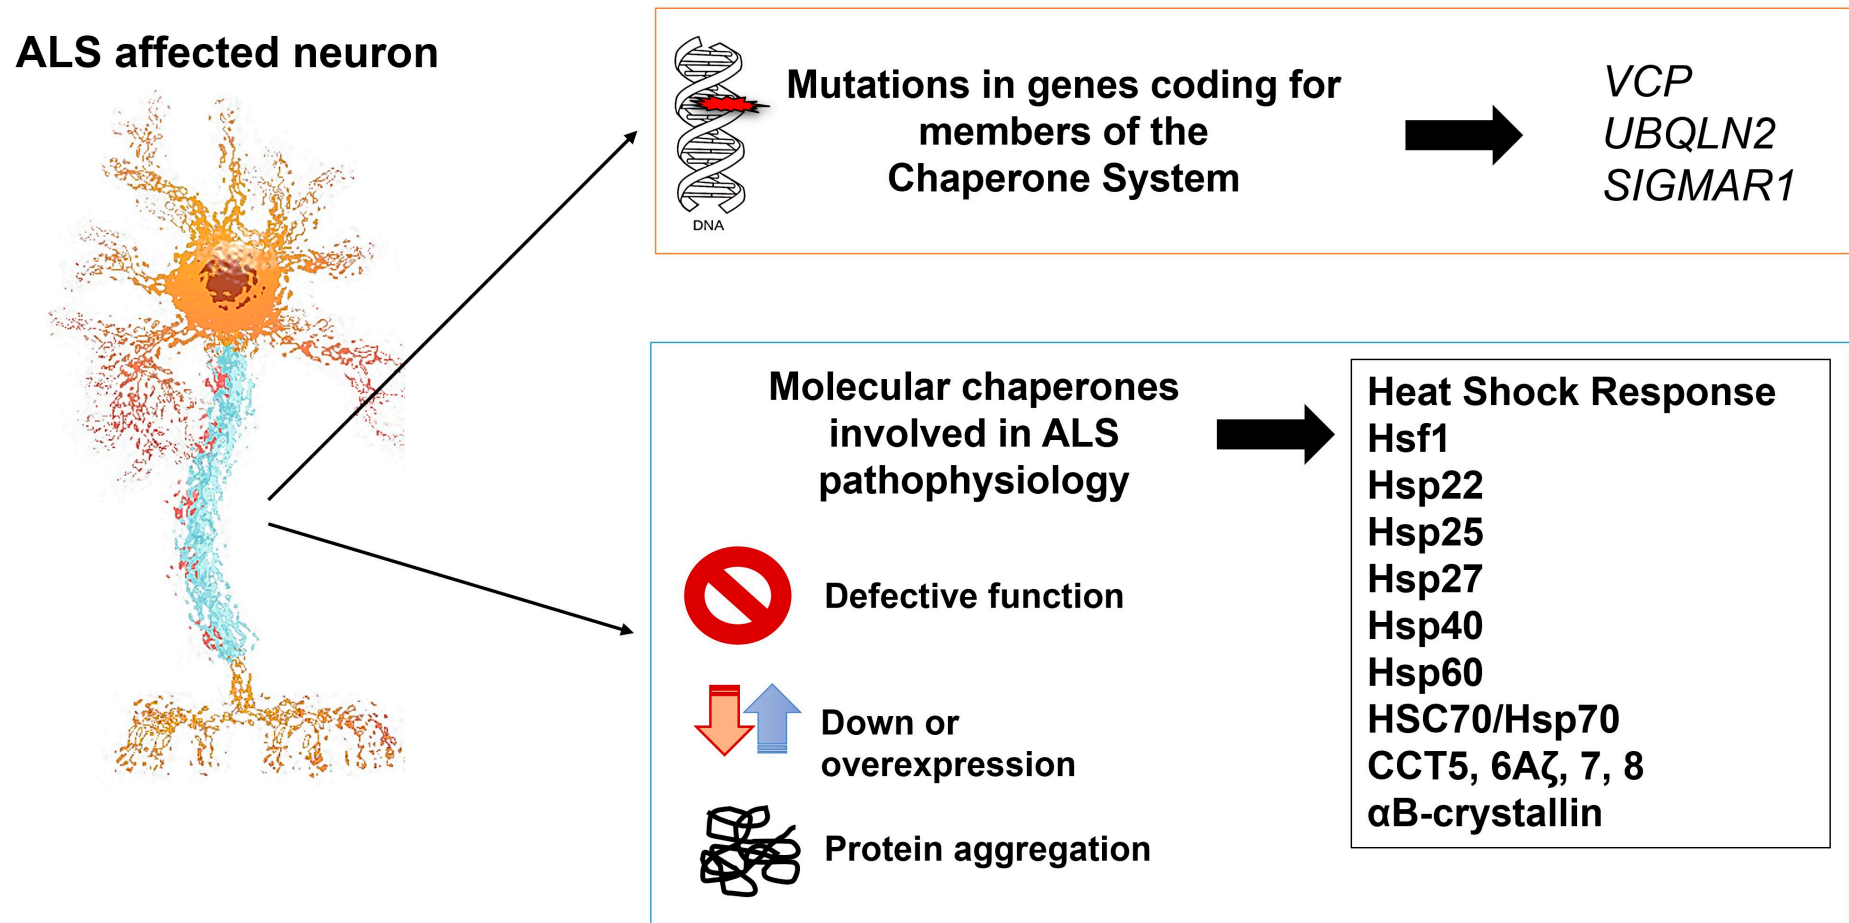 ALS affected neuron
Mutations in genes coding for
members of the
Chaperone System
DNA
VCP
UBQLN2
SIGMAR1
Molecular chaperones
involved in ALS
pathophysiology
Defective function
Down or
overexpression
Protein aggregation
Heat Shock Response
Hsf1
Hsp22
Hsp25
Hsp27
Hsp40
Hsp60
HSC70/Hsp70
CCT5, 6Aζ, 7, 8
αB-crystallin